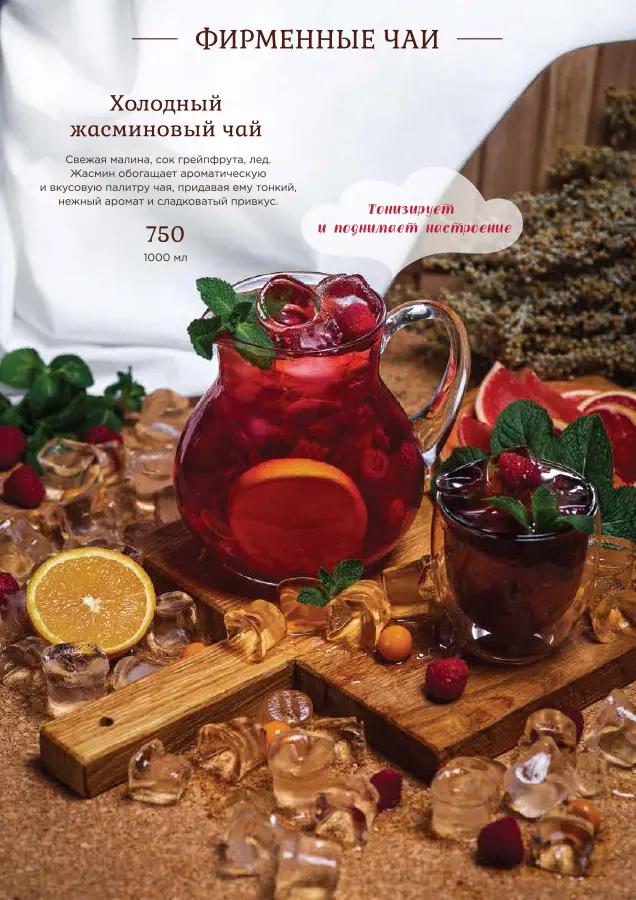 ФИРМЕННЫЕ ЧАИ
Холодный
жасминовый чай
Свежая малина, сок грейпфрута, лед.
Жасмин обогащает ароматическую
и вкусовую палитру чая, придавая ему тонкий,
нежный аромат и сладковатый привкус.
750
1000 мл
Тонизирует
и поднимает настроение